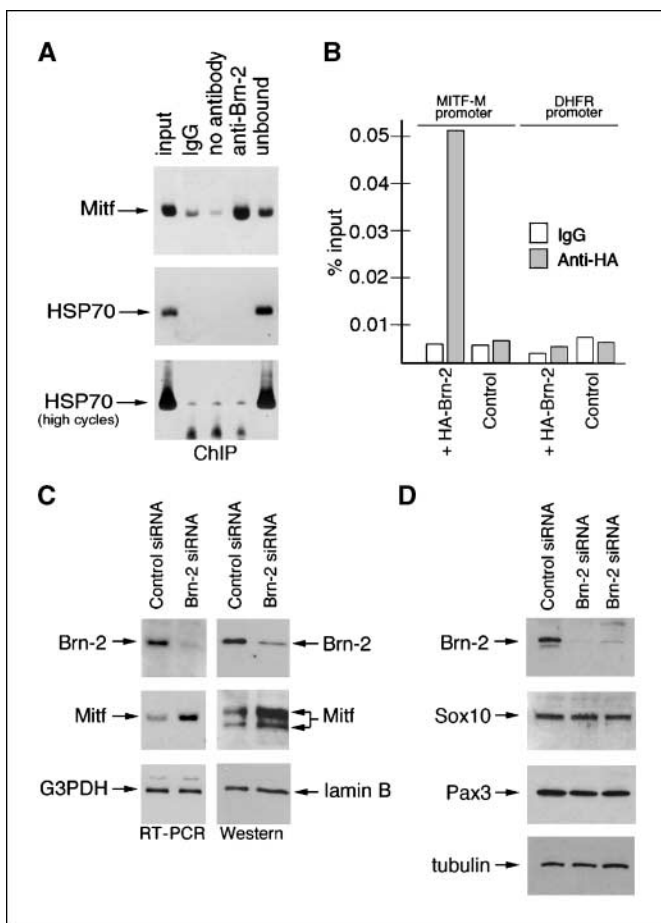 A
input
IgG
no antibody
anti-Brn-2
unbound
Mitf
HSP70
HSP70
(high cycles)
ChIP
B
MITF-M
promoter
DHFR
promoter
0.05
0.04
0.03
0.02
0.01
% input
IgG
Anti-HA
+ HA-Brn-2
Control
+ HA-Brn-2
Control
C
Control siRNA
Brn-2 siRNA
Control siRNA
Brn-2 siRNA
Brn-2
Brn-2
Mitf
Mitf
G3PDH
lamin B
RT-PCR
Western
D
Control siRNA
Brn-2 siRNA
Brn-2 siRNA
Brn-2
Sox10
Pax3
tubulin